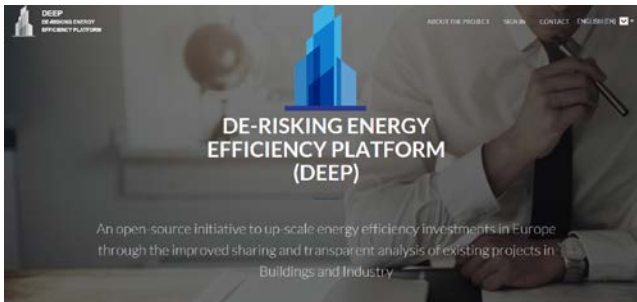 DEEP
DE-RISKING ENERGY
EFFICIENCY PLATFORM
ABOUT THE PROJECT SIGN IN CONTACT ENGLISH (EN)
DE-RISKING ENERGY
EFFICIENCY PLATFORM
(DEEP)
An open-source initiative to up-scale energy efficiency investments in Europe
through the improved sharing and transparent analysis of existing projects in
Buildings and Industry